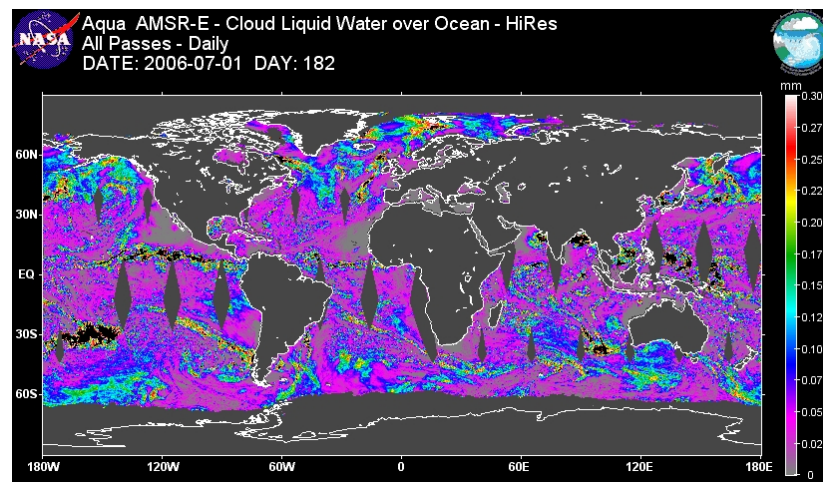 NASA
Aqua AMSR-E - Cloud Liquid Water over Ocean - HiRes
All Passes - Daily
DATE: 2006-07-01 DAY: 182
mm
0.30
0.27
0.25
0.22
0.20
0.17
0.15
0.12
0.10
0.07
0.05
0.02
0
60N
30N
EQ
30S
60S
180W
120W
60W
0
60E
120E
180E